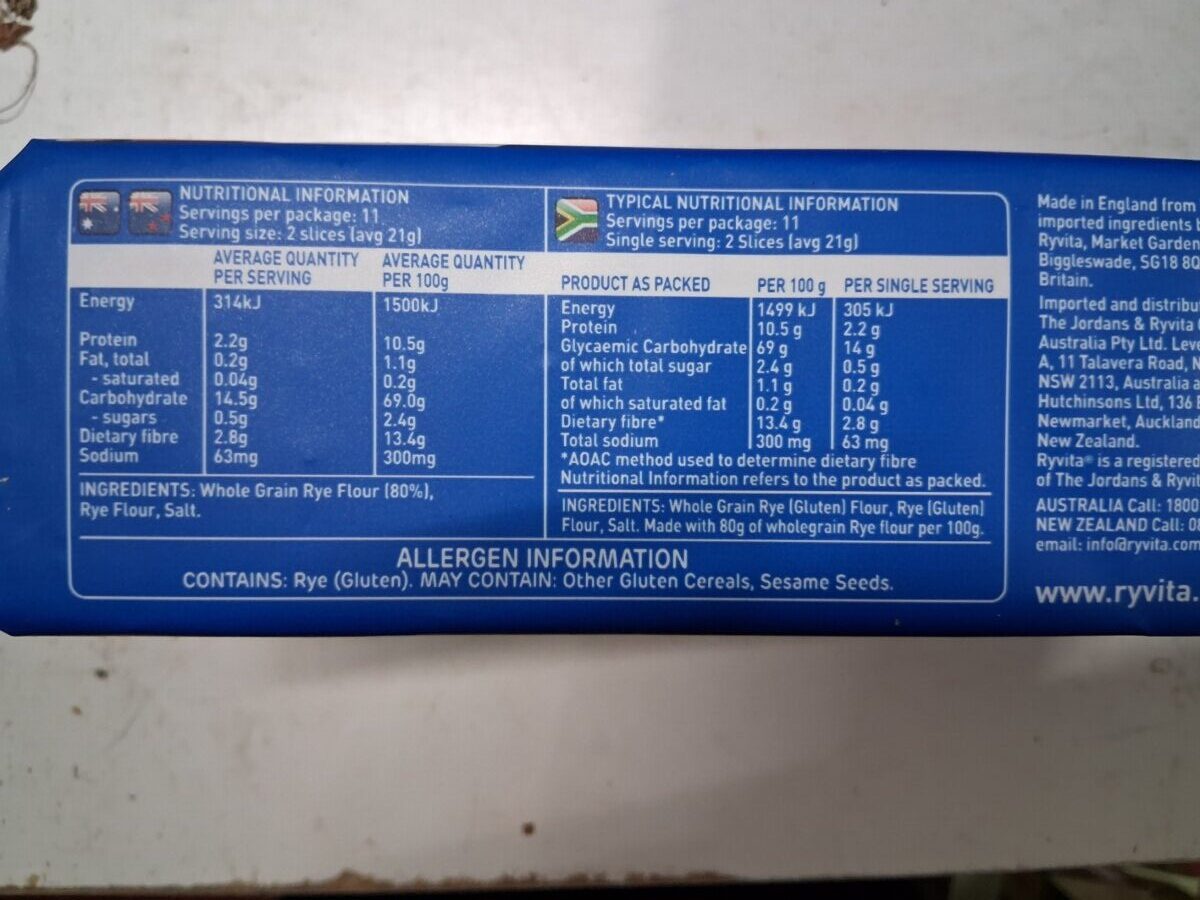 NUTRITIONAL INFORMATION
Servings per package: 11
Serving size: 2 slices (avg 21g)
AVERAGE QUANTITY PER SERVING AVERAGE QUANTITY PER 100g
Energy 314kJ 1500kJ
Protein 2.2g 10.5g
Fat, total 0.2g 1.1g
- saturated 0.04g 0.2g
Carbohydrate 14.5g 69.0g
- sugars 0.5g 2.4g
Dietary fibre 2.8g 13.4g
Sodium 63mg 300mg
INGREDIENTS: Whole Grain Rye Flour (80%),
Rye Flour, Salt.
TYPICAL NUTRITIONAL INFORMATION
Servings per package: 11
Single serving: 2 Slices (avg 21g)
PRODUCT AS PACKED PER 100 g PER SINGLE SERVING
Energy 1499 kJ 305 kJ
Protein 10.5 g 2.2 g
Glycaemic Carbohydrate 69 g 14 g
of which total sugar 2.4 g 0.5 g
Total fat 1.1 g 0.2 g
of which saturated fat 0.2 g 0.04 g
Dietary fibre* 13.4 g 2.8 g
Total sodium 300 mg 63 mg
*AOAC method used to determine dietary fibre
Nutritional Information refers to the product as packed.
INGREDIENTS: Whole Grain Rye (Gluten) Flour, Rye (Gluten)
Flour, Salt. Made with 80g of wholegrain Rye flour per 100g.
ALLERGEN INFORMATION
CONTAINS: Rye (Gluten). MAY CONTAIN: Other Gluten Cereals, Sesame Seeds.
Made in England from
imported ingredients
Ryvita, Market
Biggleswade, SG18
Britain.
Imported and
The Jordans & Ryvita
Australia Pty Ltd.
A, 11 Talavera Road,
NSW 2113, Australia
Hutchinsons Ltd, 136
Newmarket, Auckland
New Zealand.
Ryvita® is a registered
of The Jordans &
AUSTRALIA Call: 1800
NEW ZEALAND Call:
email: info@ryvita.com
www.ryvita.